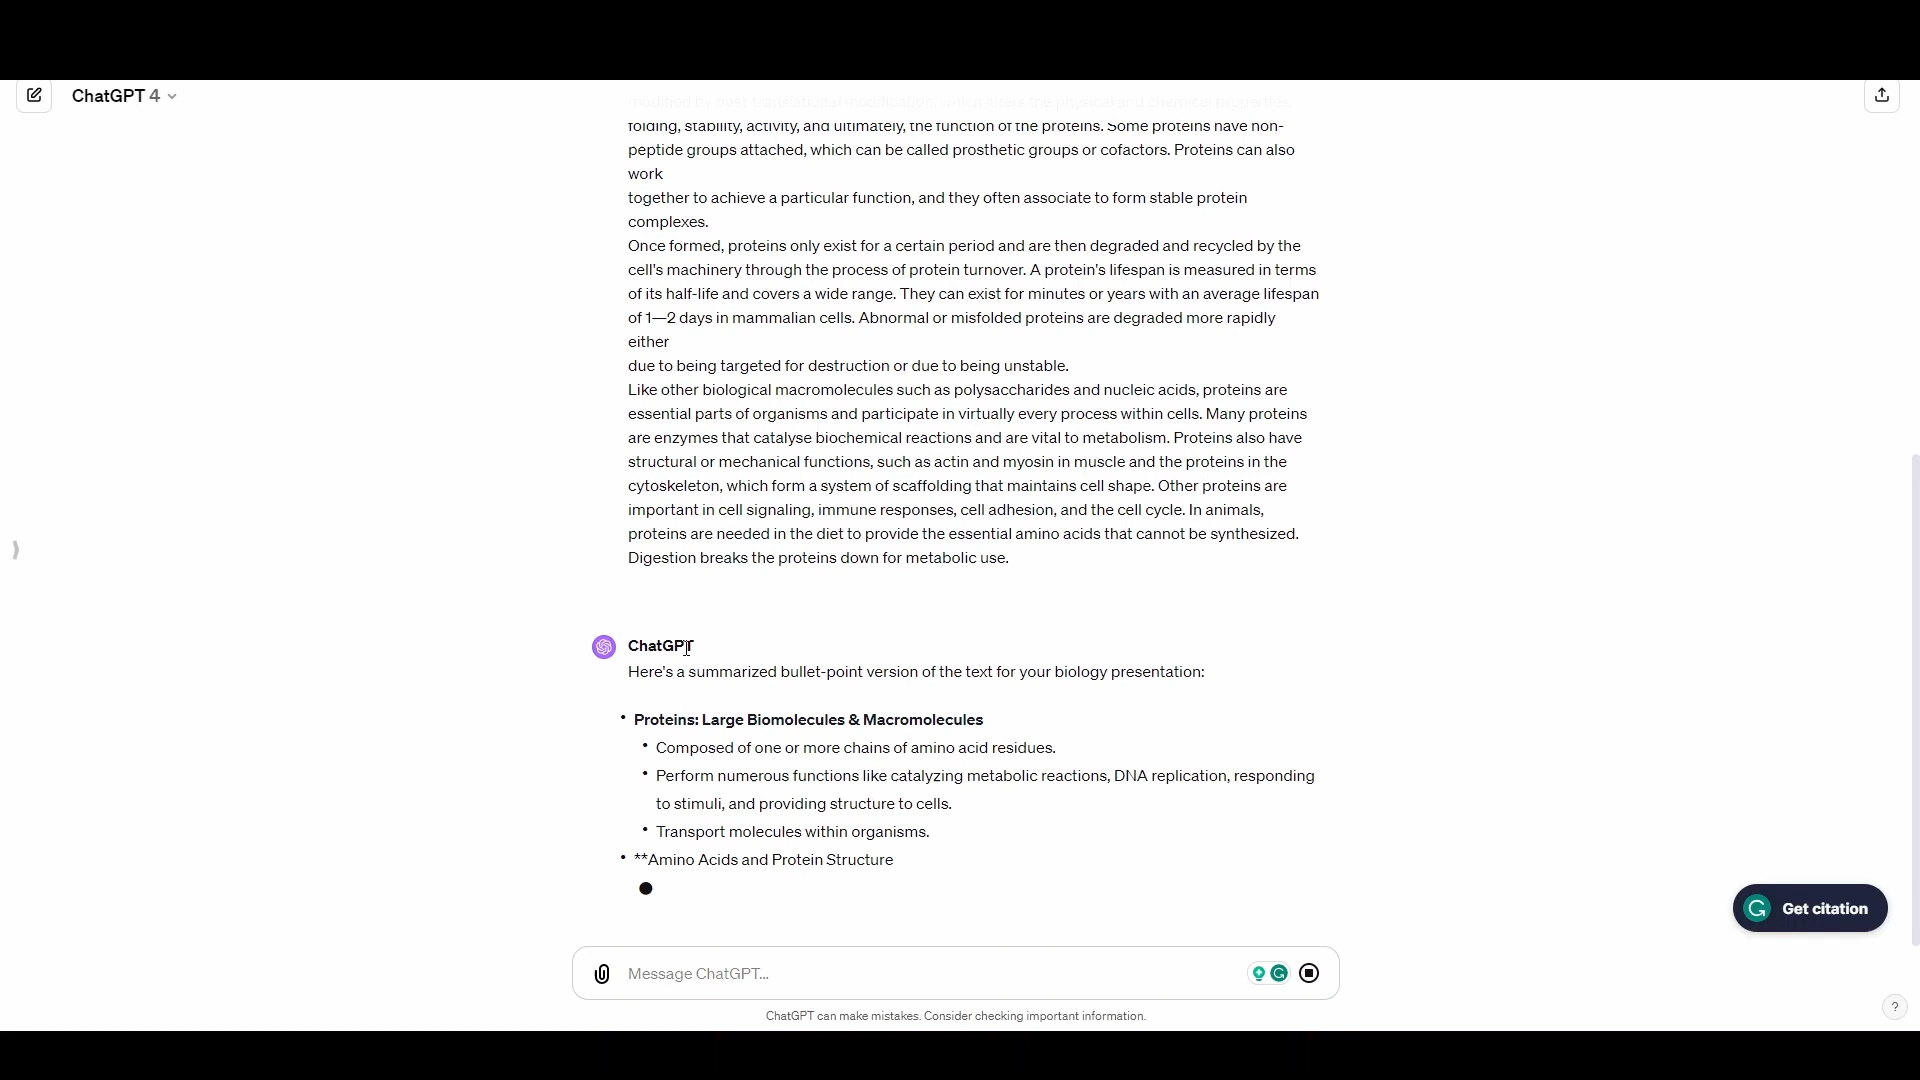 ChatGPT 4
modified by post-translational modification, which alters the physical and chemical properties,
folding, stability, activity, and ultimately, the function of the proteins. Some proteins have non-
peptide groups attached, which can be called prosthetic groups or cofactors. Proteins can also
work
together to achieve a particular function, and they often associate to form stable protein
complexes.
Once formed, proteins only exist for a certain period and are then degraded and recycled by the
cell's machinery through the process of protein turnover. A protein's lifespan is measured in terms
of its half-life and covers a wide range. They can exist for minutes or years with an average lifespan
of 1—2 days in mammalian cells. Abnormal or misfolded proteins are degraded more rapidly
either
due to being targeted for destruction or due to being unstable.
Like other biological macromolecules such as polysaccharides and nucleic acids, proteins are
essential parts of organisms and participate in virtually every process within cells. Many proteins
are enzymes that catalyse biochemical reactions and are vital to metabolism. Proteins also have
structural or mechanical functions, such as actin and myosin in muscle and the proteins in the
cytoskeleton, which form a system of scaffolding that maintains cell shape. Other proteins are
important in cell signaling, immune responses, cell adhesion, and the cell cycle. In animals,
proteins are needed in the diet to provide the essential amino acids that cannot be synthesized.
Digestion breaks the proteins down for metabolic use.
ChatGPT
Here's a summarized bullet-point version of the text for your biology presentation:
• Proteins: Large Biomolecules & Macromolecules
• Composed of one or more chains of amino acid residues.
• Perform numerous functions like catalyzing metabolic reactions, DNA replication, responding
to stimuli, and providing structure to cells.
• Transport molecules within organisms.
• **Amino Acids and Protein Structure
Get citation
Message ChatGPT...
ChatGPT can make mistakes. Consider checking important information.
?